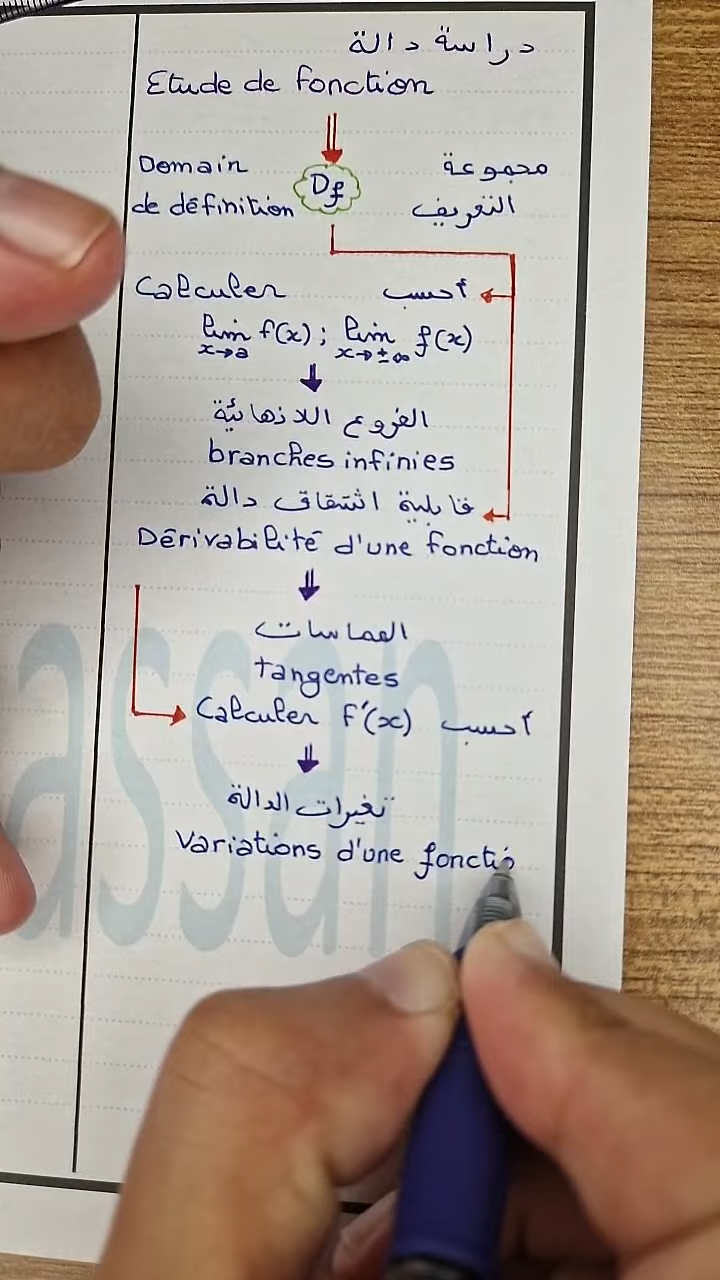 دراسة دالة
Etude de fonction
Domain
de définition
Df
مجموعة
التعريف
Calculer أحسب
lim x→a f(x) ; lim x→±∞ f(x)
الفروع اللانهائية
branches infinies
قابلية اشتقاق دالة
Dérivabilité d'une fonction
المماسات
tangentes
Calculer f'(x) أحسب
تغيرات الدالة
Variations d'une fonctio
assan